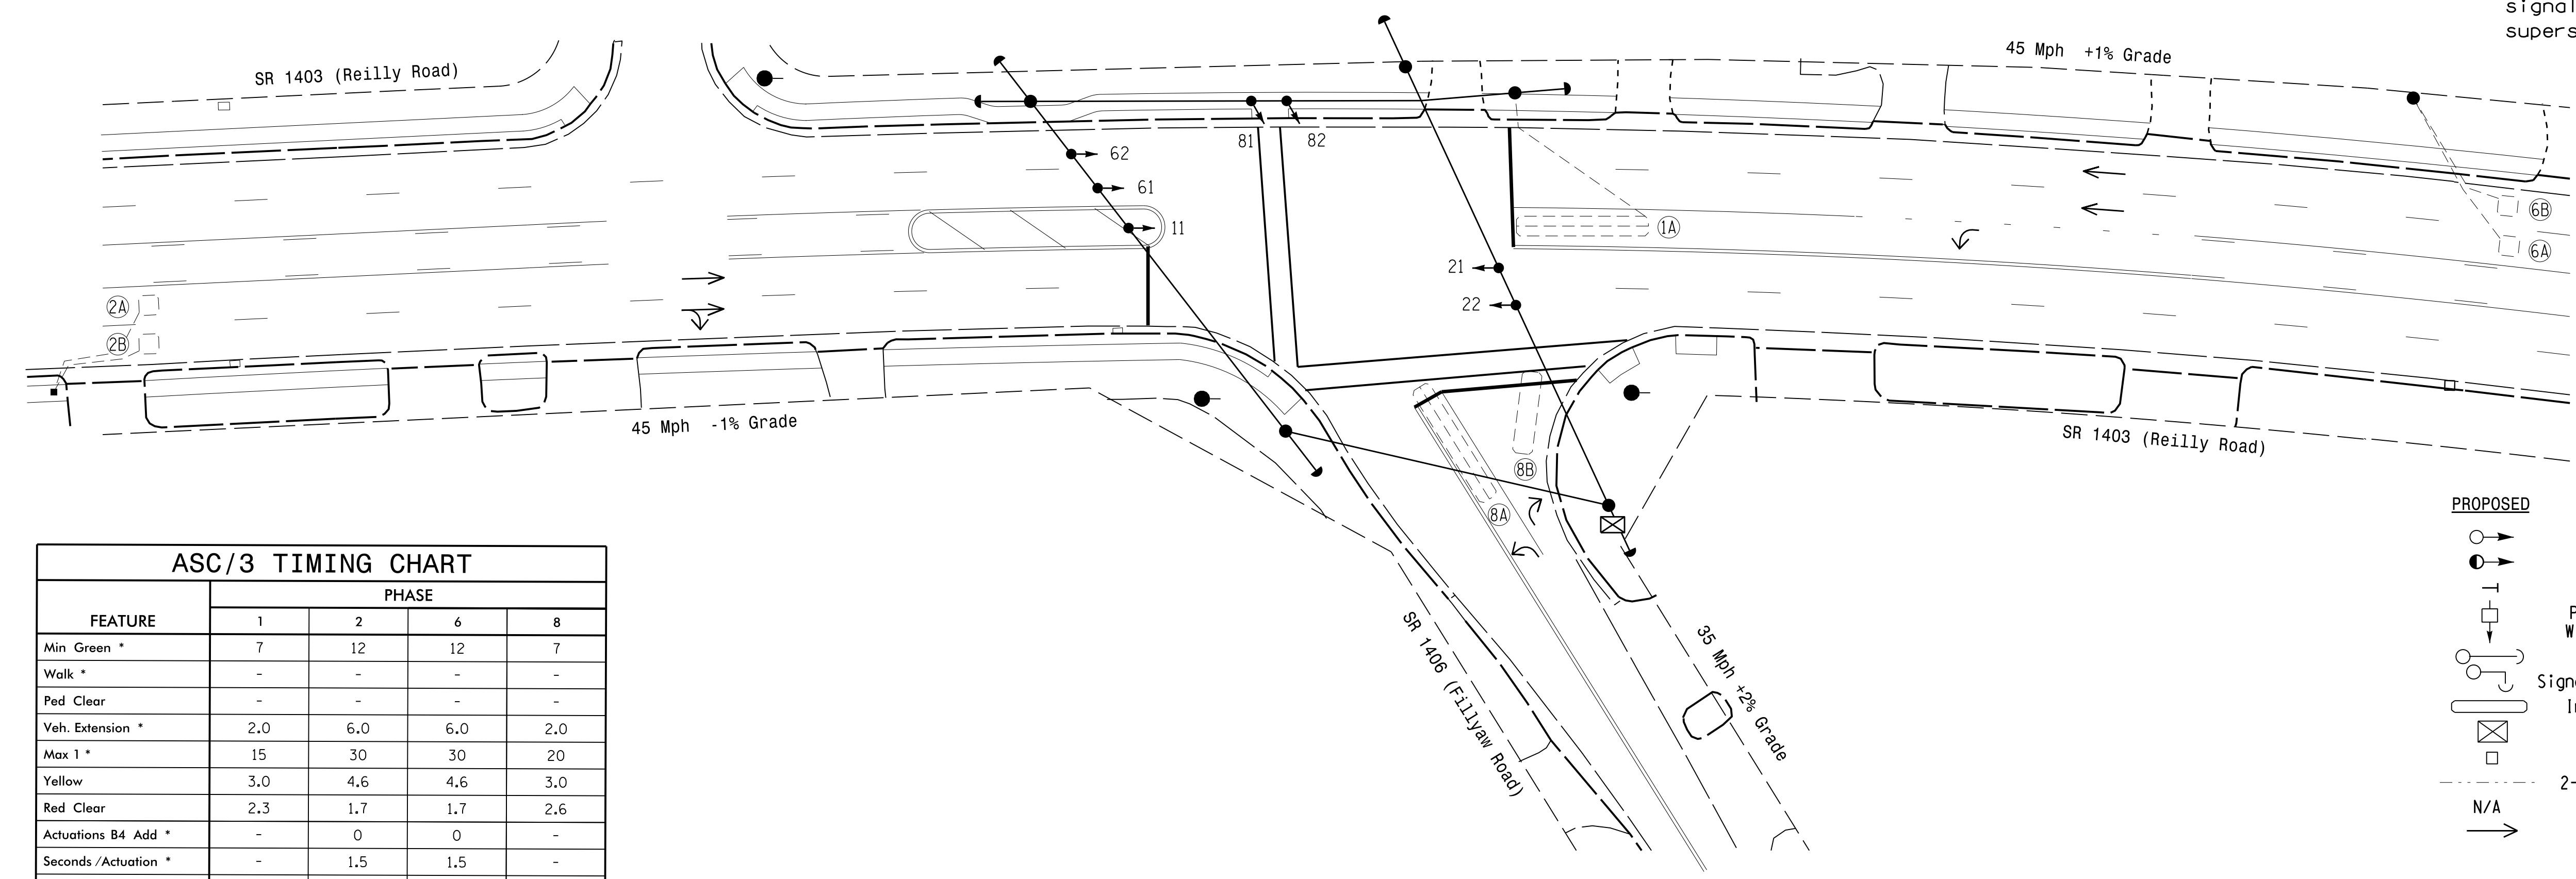 signal
supers
45 Mph +1% Grade
SR 1403 (Reilly Road)
81 82
62
61
11
1A
6B
6A
21
22
2A
2B
45 Mph -1% Grade
SR 1403 (Reilly Road)
8B
8A
PROPOSED
ASC/3 TIMING CHART
PHASE
FEATURE 1 2 6 8
Min Green * 7 12 12 7
Walk * - - - -
Ped Clear - - - -
Veh. Extension * 2.0 6.0 6.0 2.0
Max 1 * 15 30 30 20
Yellow 3.0 4.6 4.6 3.0
Red Clear 2.3 1.7 1.7 2.6
Actuations B4 Add * - 0 0 -
Seconds /Actuation * - 1.5 1.5 -
SR 1406 (Fillyaw Road)
35 Mph +2% Grade
P
W
Sign
I
2-
N/A